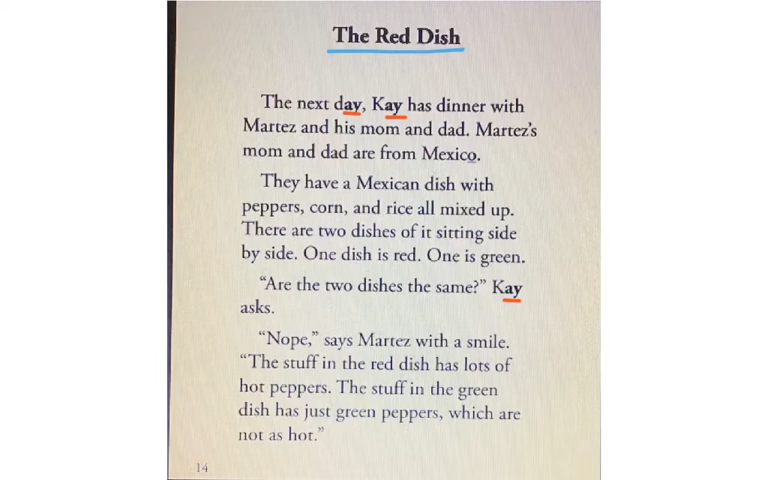 The Red Dish
The next day, Kay has dinner with
Martez and his mom and dad. Martez's
mom and dad are from Mexico.
They have a Mexican dish with
peppers, corn, and rice all mixed up.
There are two dishes of it sitting side
by side. One dish is red. One is green.
“Are the two dishes the same?” Kay
asks.
“Nope,” says Martez with a smile.
“The stuff in the red dish has lots of
hot peppers. The stuff in the green
dish has just green peppers, which are
not as hot.”
14